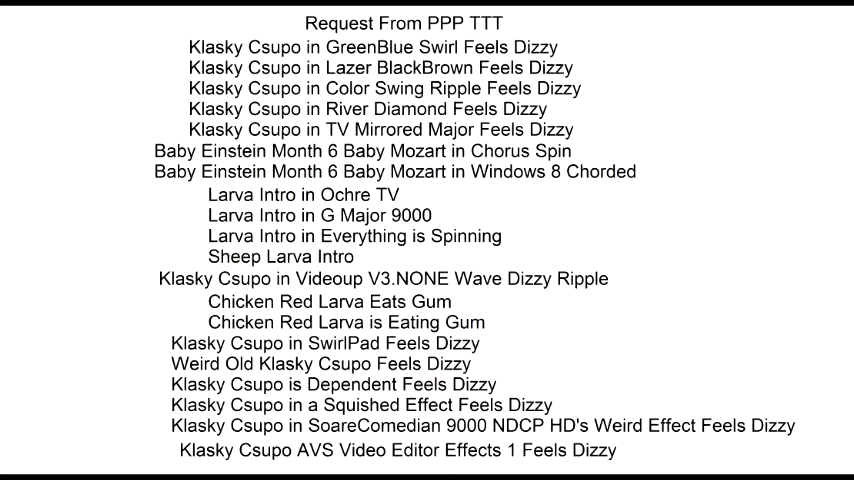 Request From PPP TTT
Klasky Csupo in GreenBlue Swirl Feels Dizzy
Klasky Csupo in Lazer BlackBrown Feels Dizzy
Klasky Csupo in Color Swing Ripple Feels Dizzy
Klasky Csupo in River Diamond Feels Dizzy
Klasky Csupo in TV Mirrored Major Feels Dizzy
Baby Einstein Month 6 Baby Mozart in Chorus Spin
Baby Einstein Month 6 Baby Mozart in Windows 8 Chorded
Larva Intro in Ochre TV
Larva Intro in G Major 9000
Larva Intro in Everything is Spinning
Sheep Larva Intro
Klasky Csupo in Videoup V3.NONE Wave Dizzy Ripple
Chicken Red Larva Eats Gum
Chicken Red Larva is Eating Gum
Klasky Csupo in SwirlPad Feels Dizzy
Weird Old Klasky Csupo Feels Dizzy
Klasky Csupo is Dependent Feels Dizzy
Klasky Csupo in a Squished Effect Feels Dizzy
Klasky Csupo in SoareComedian 9000 NDCP HD's Weird Effect Feels Dizzy
Klasky Csupo AVS Video Editor Effects 1 Feels Dizzy